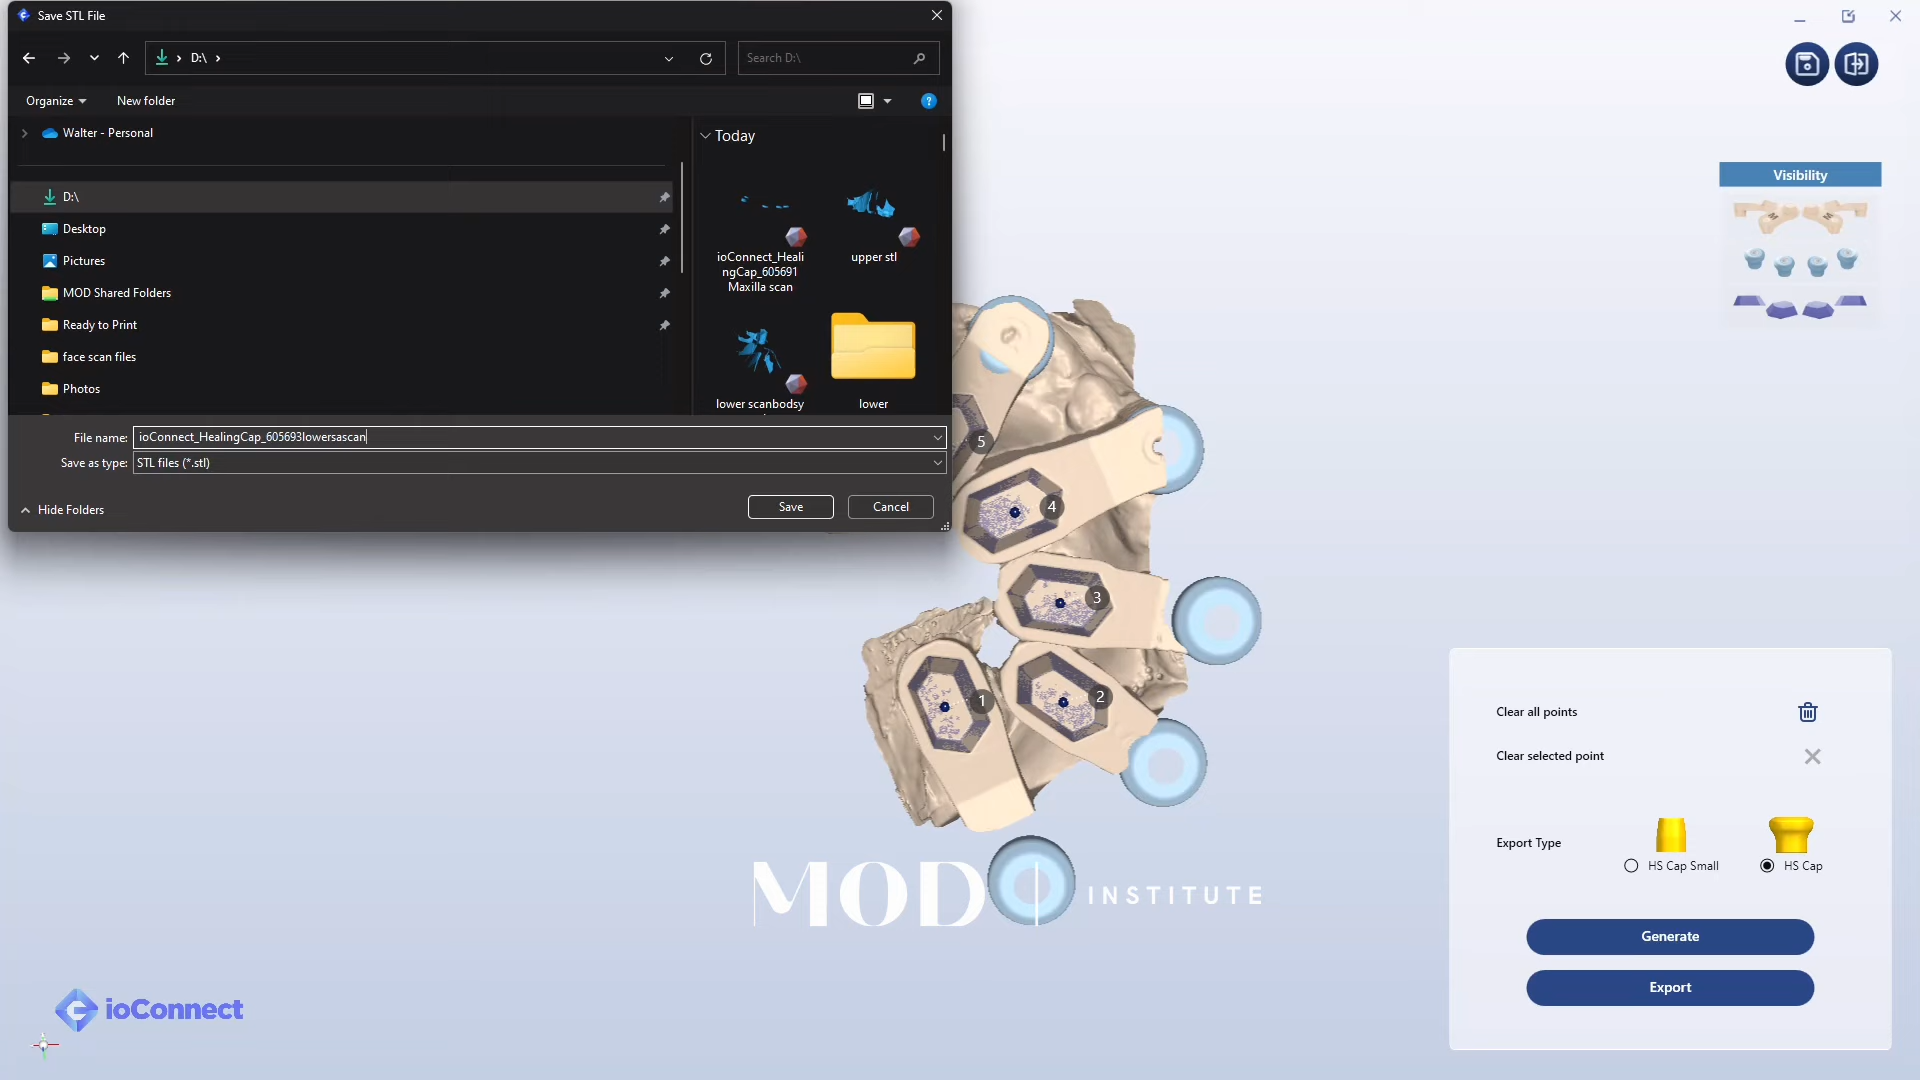 Save STL File
D:\
Search D:\
Organize
New folder
?
Walter - Personal
D:\
Desktop
Pictures
MOD Shared Folders
Ready to Print
face scan files
Photos
Today
ioConnect_Heali
ngCap_605691
Maxilla scan
upper stl
lower scanbodsy
lower
File name: ioConnect_HealingCap_605693lowersascan
Save as type: STL files (*.stl)
Hide Folders
Save
Cancel
Visibility
M M
5
4
3
2
1
Clear all points
Clear selected point
Export Type
HS Cap Small
HS Cap
Generate
Export
MOD INSTITUTE
ioConnect